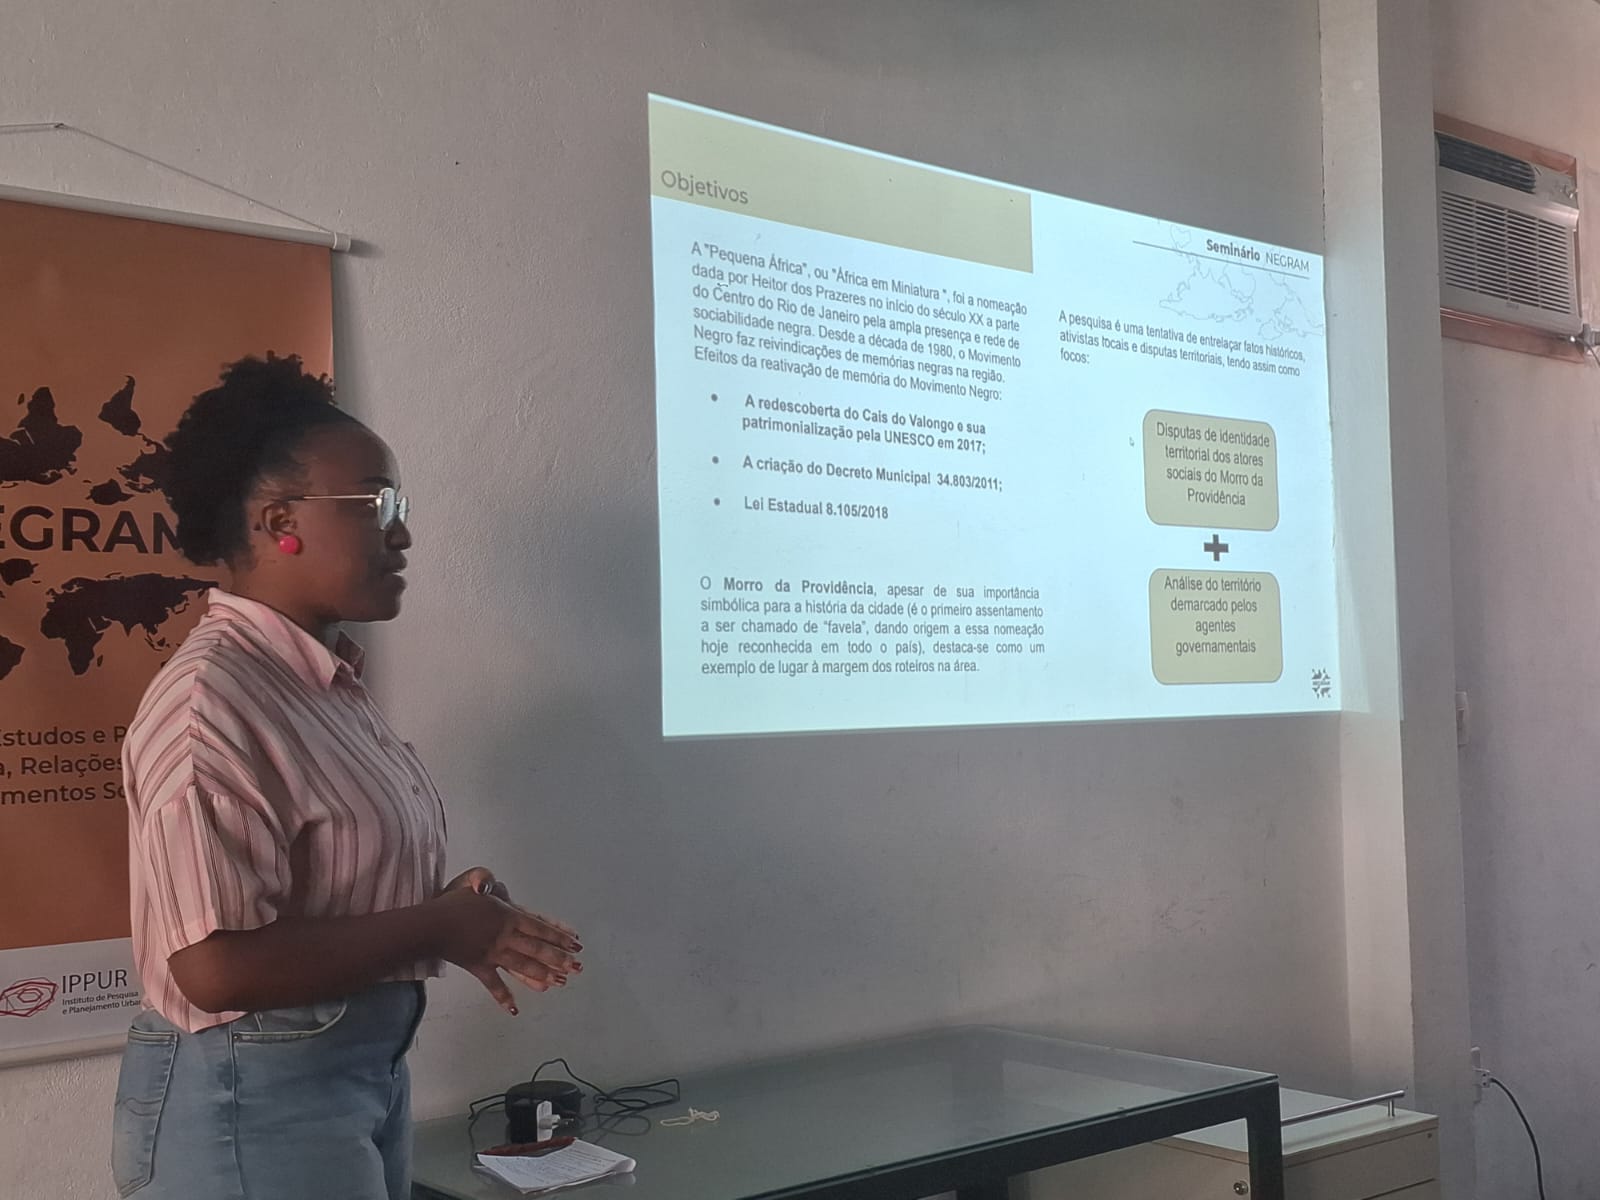 Objetivos
A "Pequena África", ou "África em Miniatura ", foi a nomeação
dada por Heitor dos Prazeres no início do século XX a parte
do Centro do Rio de Janeiro pela ampla presença e rede de
sociabilidade negra. Desde a década de 1980, o Movimento
Negro faz reivindicações de memórias negras na região.
Efeitos da reativação de memória do Movimento Negro:
• A redescoberta do Cais do Valongo e sua
patrimonialização pela UNESCO em 2017;
• A criação do Decreto Municipal 34.803/2011;
• Lei Estadual 8.105/2018
O Morro da Providência, apesar de sua importância
simbólica para a história da cidade (é o primeiro assentamento
a ser chamado de "favela", dando origem a essa nomeação
hoje reconhecida em todo o país), destaca-se como um
exemplo de lugar à margem dos roteiros na área.
Seminário NEGRAM
A pesquisa é uma tentativa de entrelaçar fatos históricos,
ativistas locais e disputas territoriais, tendo assim como
focos:
Disputas de identidade
territorial dos atores
sociais do Morro da
Providência
+
Análise do território
demarcado pelos
agentes
governamentais
EGRAM
Estudos e P
a, Relações
mentos So
IPPUR
Instituto de Pesquisa
e Planejamento Urban